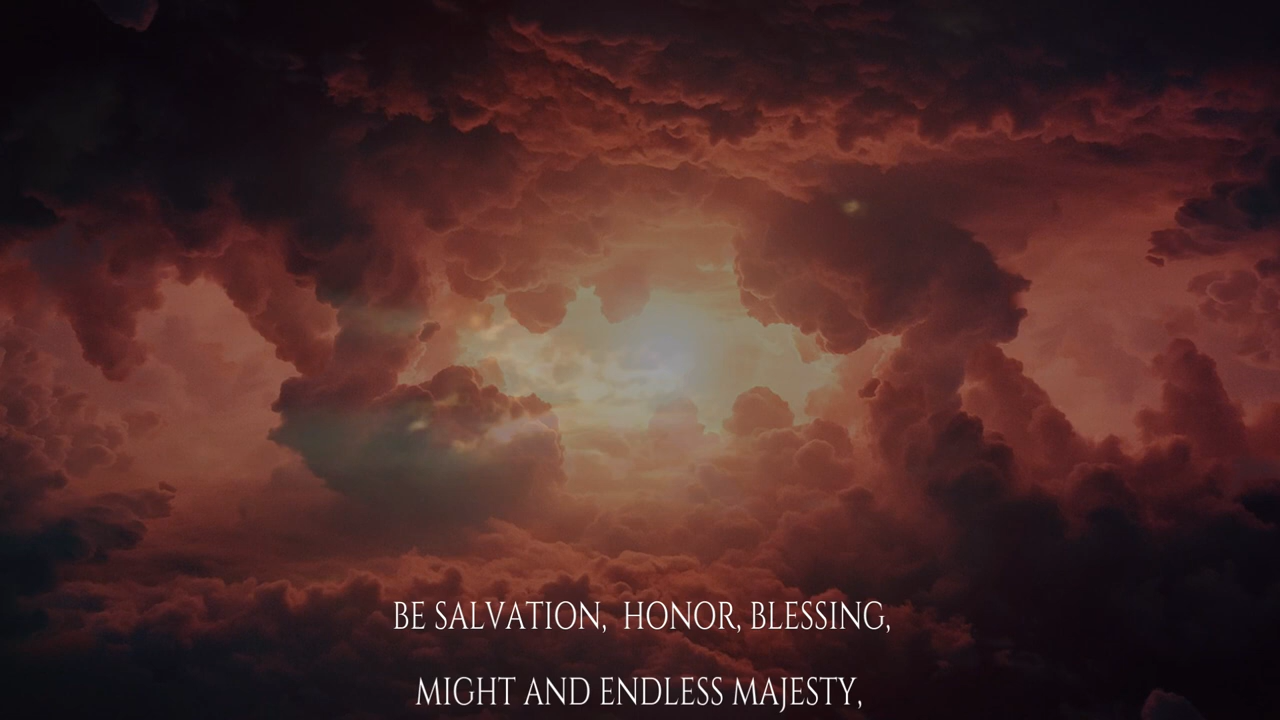 BE SALVATION, HONOR, BLESSING,
MIGHT AND ENDLESS MAJESTY,